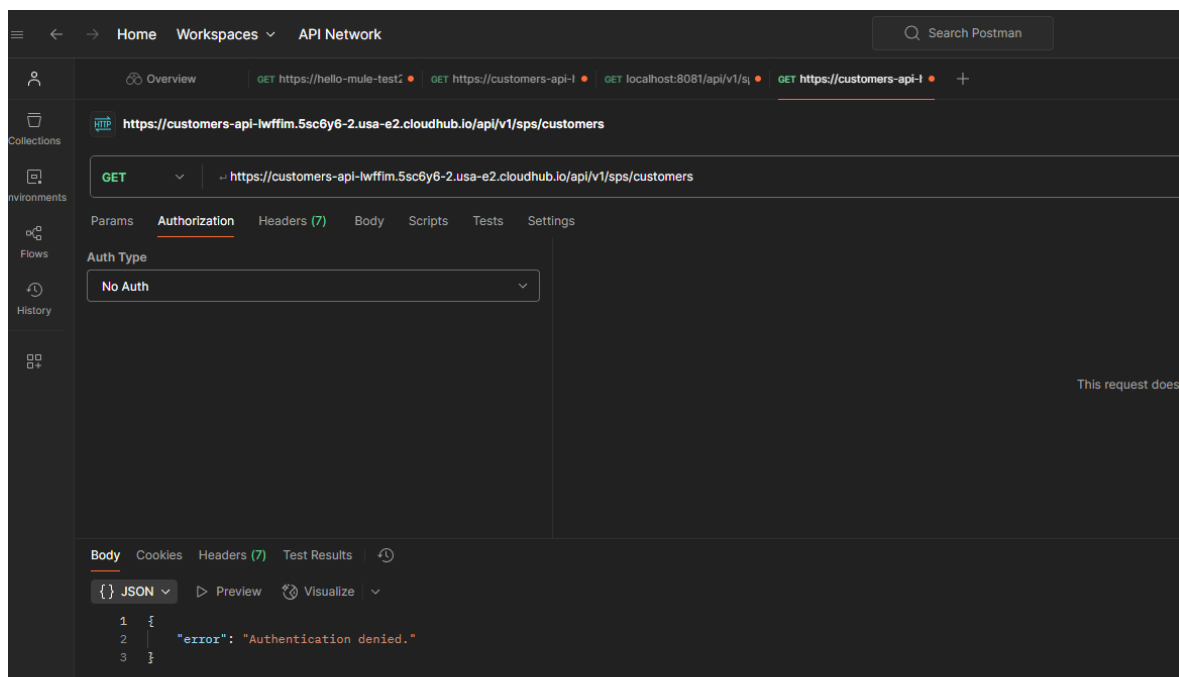 Home Workspaces API Network Search Postman
Overview GET https://hello-mule-test2 GET https://customers-api-l GET localhost:8081/api/v1/s GET https://customers-api-l
HTTP https://customers-api-lwffim.5sc6y6-2.usa-e2.cloudhub.io/api/v1/sps/customers
Collections
GET https://customers-api-lwffim.5sc6y6-2.usa-e2.cloudhub.io/api/v1/sps/customers
nvironments
Params Authorization Headers (7) Body Scripts Tests Settings
Flows
Auth Type
No Auth
History
This request does
Body Cookies Headers (7) Test Results
{ } JSON Preview Visualize
1 {
2 "error": "Authentication denied."
3 }